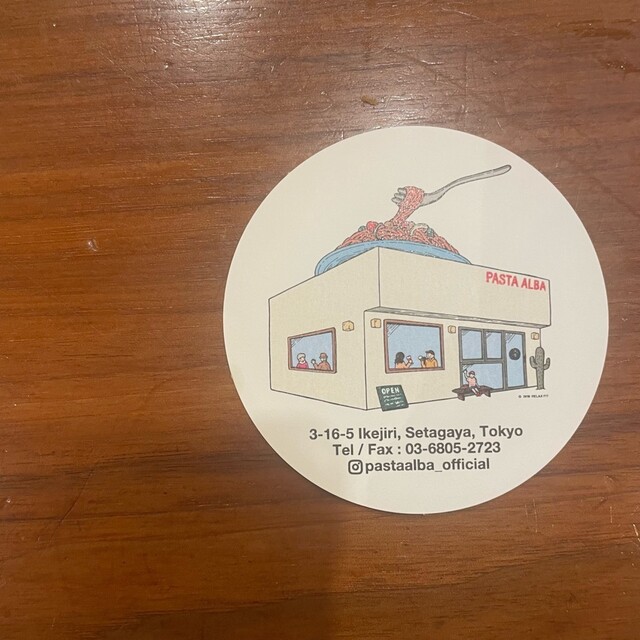 PASTA ALBA
OPEN
3-16-5 Ikejiri, Setagaya, Tokyo
Tel / Fax : 03-6805-2723
pastaalba_official